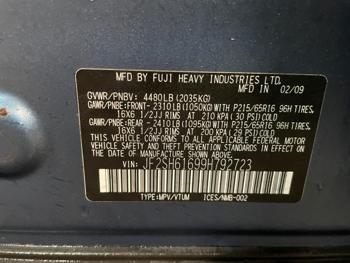 MFD BY FUJI HEAVY INDUSTRIES LTD.
MFD IN 02/09
GVWR/PNBV: 4480LB (2035KG)
GAWR/PNBE:FRONT- 2310LB (1050KG) WITH P215/65R16 96H TIRES,
16X6 1/2JJ RIMS AT 210 KPA (30 PSI) COLD
GAWR/PNBE:REAR - 2410LB (1095KG) WITH P215/65R16 96H TIRES,
16X6 1/2JJ RIMS AT 200 KPA (29 PSI) COLD
THIS VEHICLE CONFORMS TO ALL APPLICABLE FEDERAL MOTOR
VEHICLE SAFETY AND THEFT PREVENTION STANDARDS IN EFFECT
ON THE DATE OF MANUFACTURE SHOWN ABOVE.
VIN: JF2SH61699H792723
TYPE:MPV/VTUM ICES/NMB-002